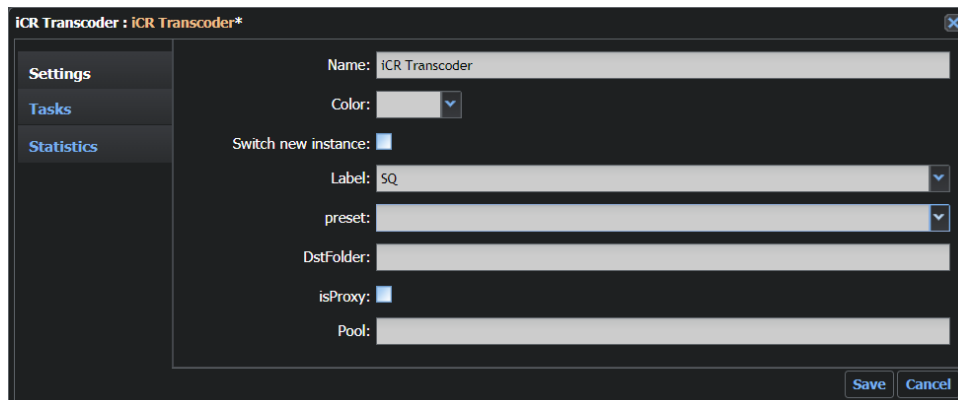 iCR Transcoder : iCR Transcoder*
Settings
Tasks
Statistics
Name: iCR Transcoder
Color:
Switch new instance:
Label: SQ
preset:
DstFolder:
isProxy:
Pool:
Save Cancel